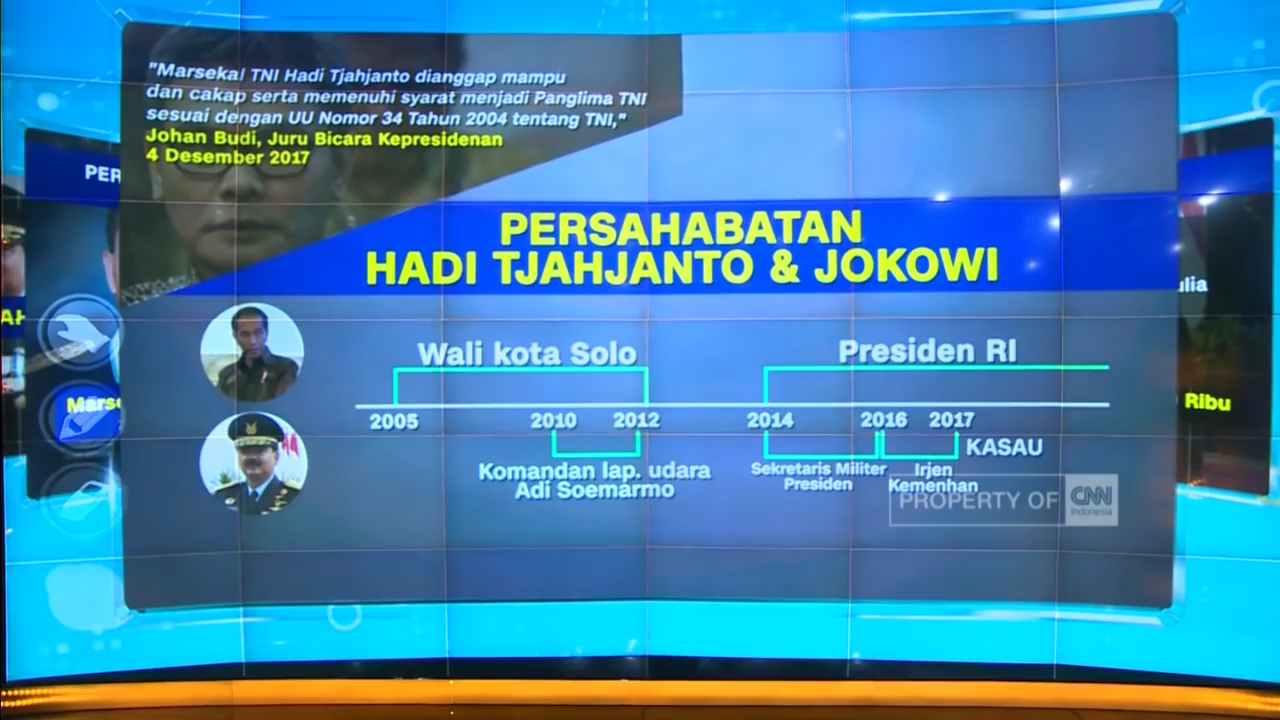 "Marsekal TNI Hadi Tjahjanto dianggap mampu
dan cakap serta memenuhi syarat menjadi Panglima TNI
sesuai dengan UU Nomor 34 Tahun 2004 tentang TNI,"
Johan Budi, Juru Bicara Kepresidenan
4 Desember 2017
PERSAHABATAN
HADI TJAHJANTO & JOKOWI
Wali kota Solo
Presiden RI
2005
2010
2012
2014
2016
2017
KASAU
Komandan lap. udara
Adi Soemarmo
Sekretaris Militer
Presiden
Irjen
Kemenhan
PROPERTY OF
CNN
Indonesia
Ribu